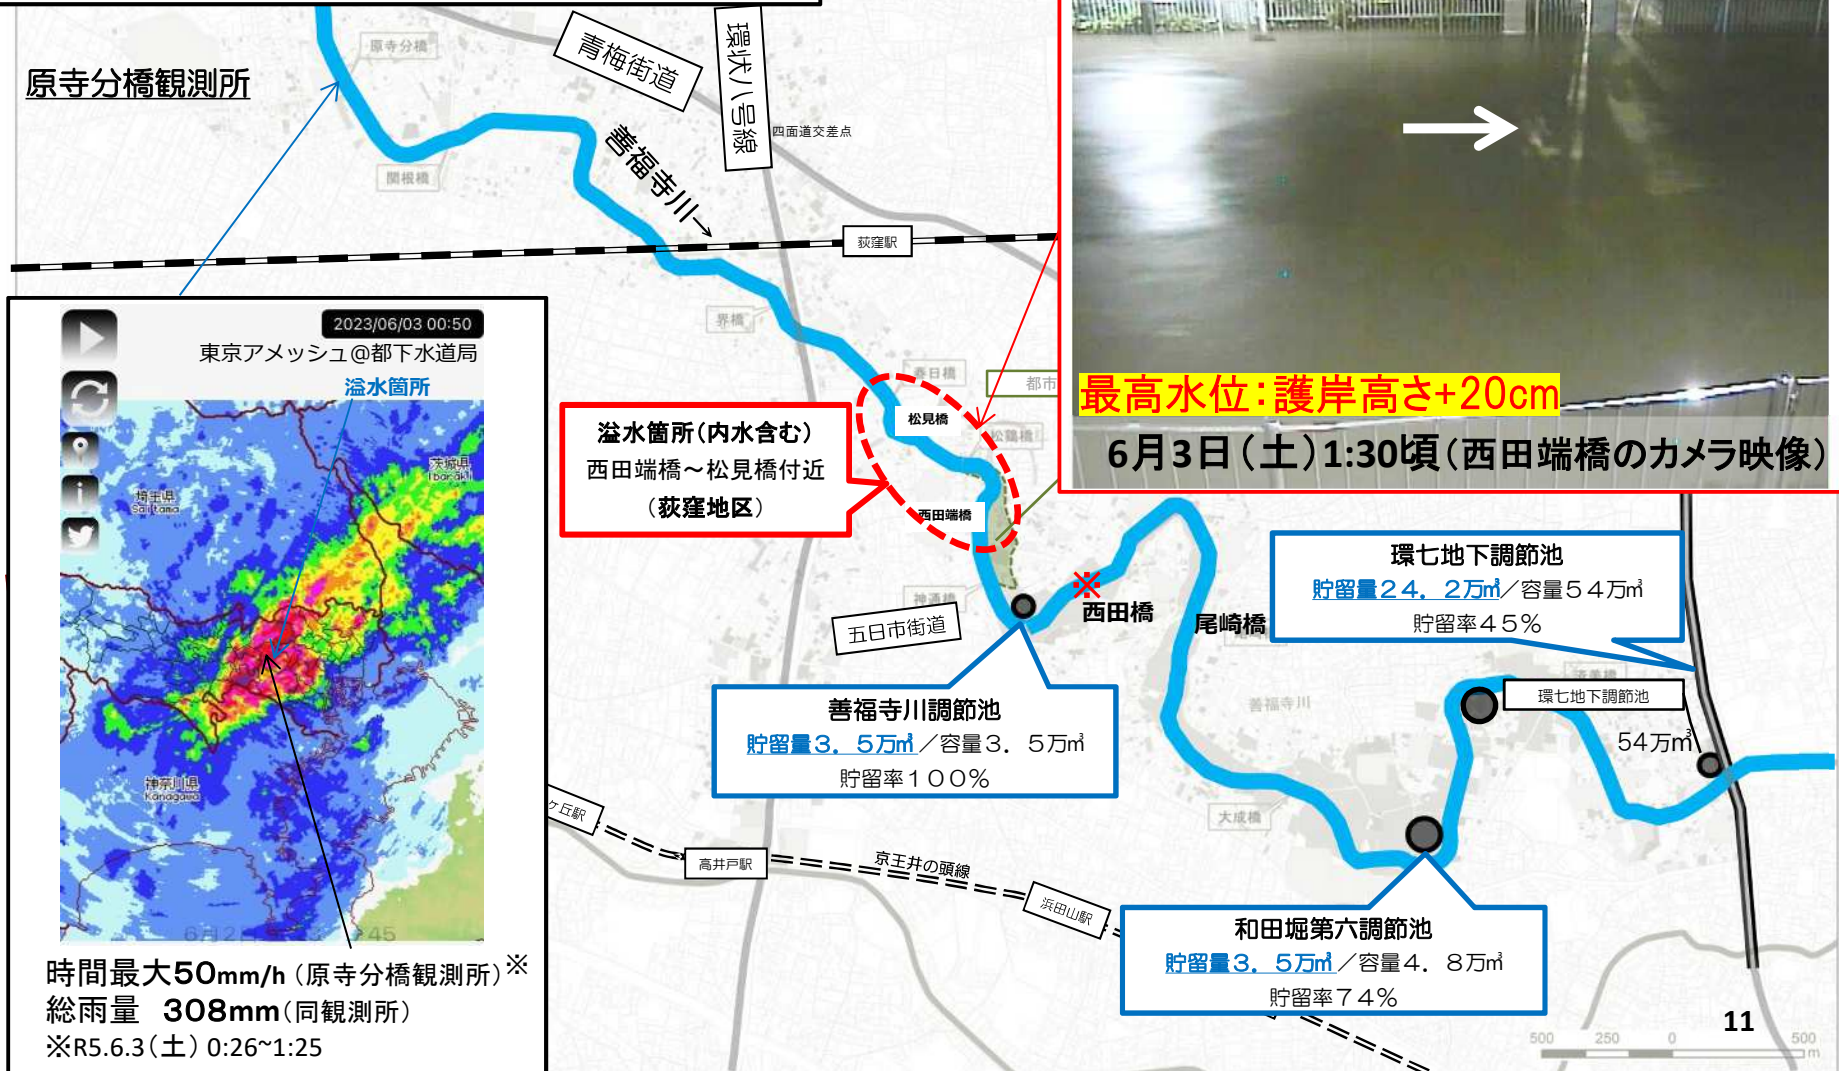 原寺分橋観測所
原寺分橋
青梅街道
環状八号線
四面道交差点
関根橋
善福寺川→
荻窪駅
界橋
春日橋
都市
松見橋
松鶴橋
溢水箇所(内水含む)
西田端橋～松見橋付近
(荻窪地区)
西田端橋
神通橋
五日市街道
最高水位:護岸高さ+20cm
6月3日(土)1:30頃(西田端橋のカメラ映像)
2023/06/03 00:50
東京アメッシュ@都下水道局
溢水箇所
茨城県
Ibaraki
埼玉県
Saitama
神奈川県
Kanagawa
時間最大50mm/h (原寺分橋観測所)※
総雨量 308mm(同観測所)
※R5.6.3(土) 0:26~1:25
※
西田橋
尾崎橋
環七地下調節池
貯留量24．2万㎥／容量54万㎥
貯留率45%
善福寺川調節池
貯留量3．5万㎥／容量3．5万㎥
貯留率100%
善福寺川
済美橋
環七地下調節池
54万㎥
大成橋
ケ丘駅
高井戸駅
京王井の頭線
浜田山駅
和田堀第六調節池
貯留量3．5万㎥／容量4．8万㎥
貯留率74%
11
500 250 0 500
m